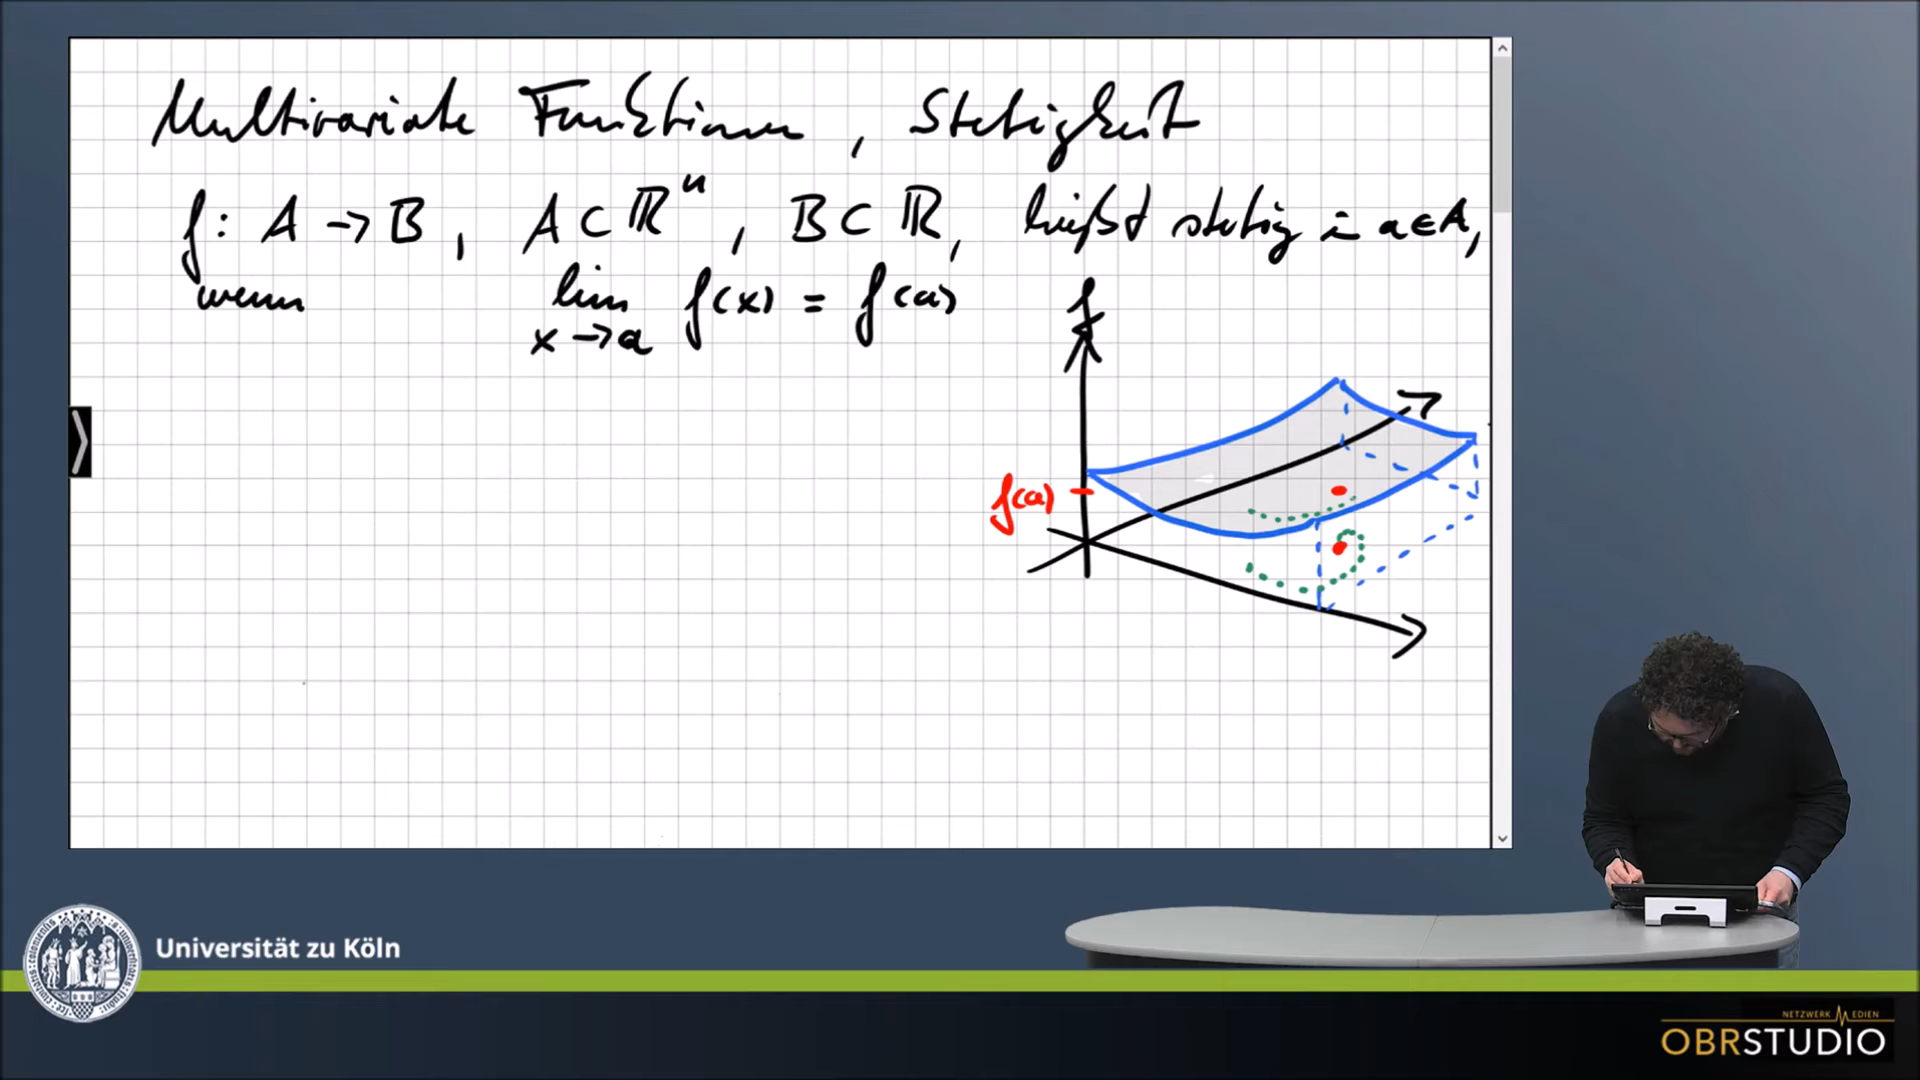 Multivariate Funktionen, Stetigkeit
f: A → B, A ⊂ ℝⁿ, B ⊂ ℝ, heißt stetig in a ∈ A,
wenn lim f(x) = f(a)
x → a
f
f(a)
Universität zu Köln
NETZWERK MEDIEN
OBRSTUDIO